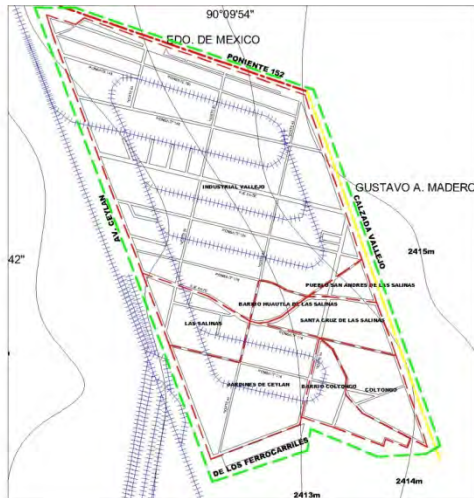 90°09'54"
EDO. DE MEXICO
PONIENTE 152
INDUSTRIAL VALLEJO
GUSTAVO A. MADERO
AV. CEYLAN
CALZADA VALLEJO
2415m
42"
PUEBLO SAN ANDRES DE LAS SALINAS
BARRIO HUAUTLA DE LAS SALINAS
LAS SALINAS
SANTA CRUZ DE LAS SALINAS
JARDINES DE CEYLAN
BARRIO COLTONGO
COLTONGO
DE LOS FERROCARRILES
2413m
2414m